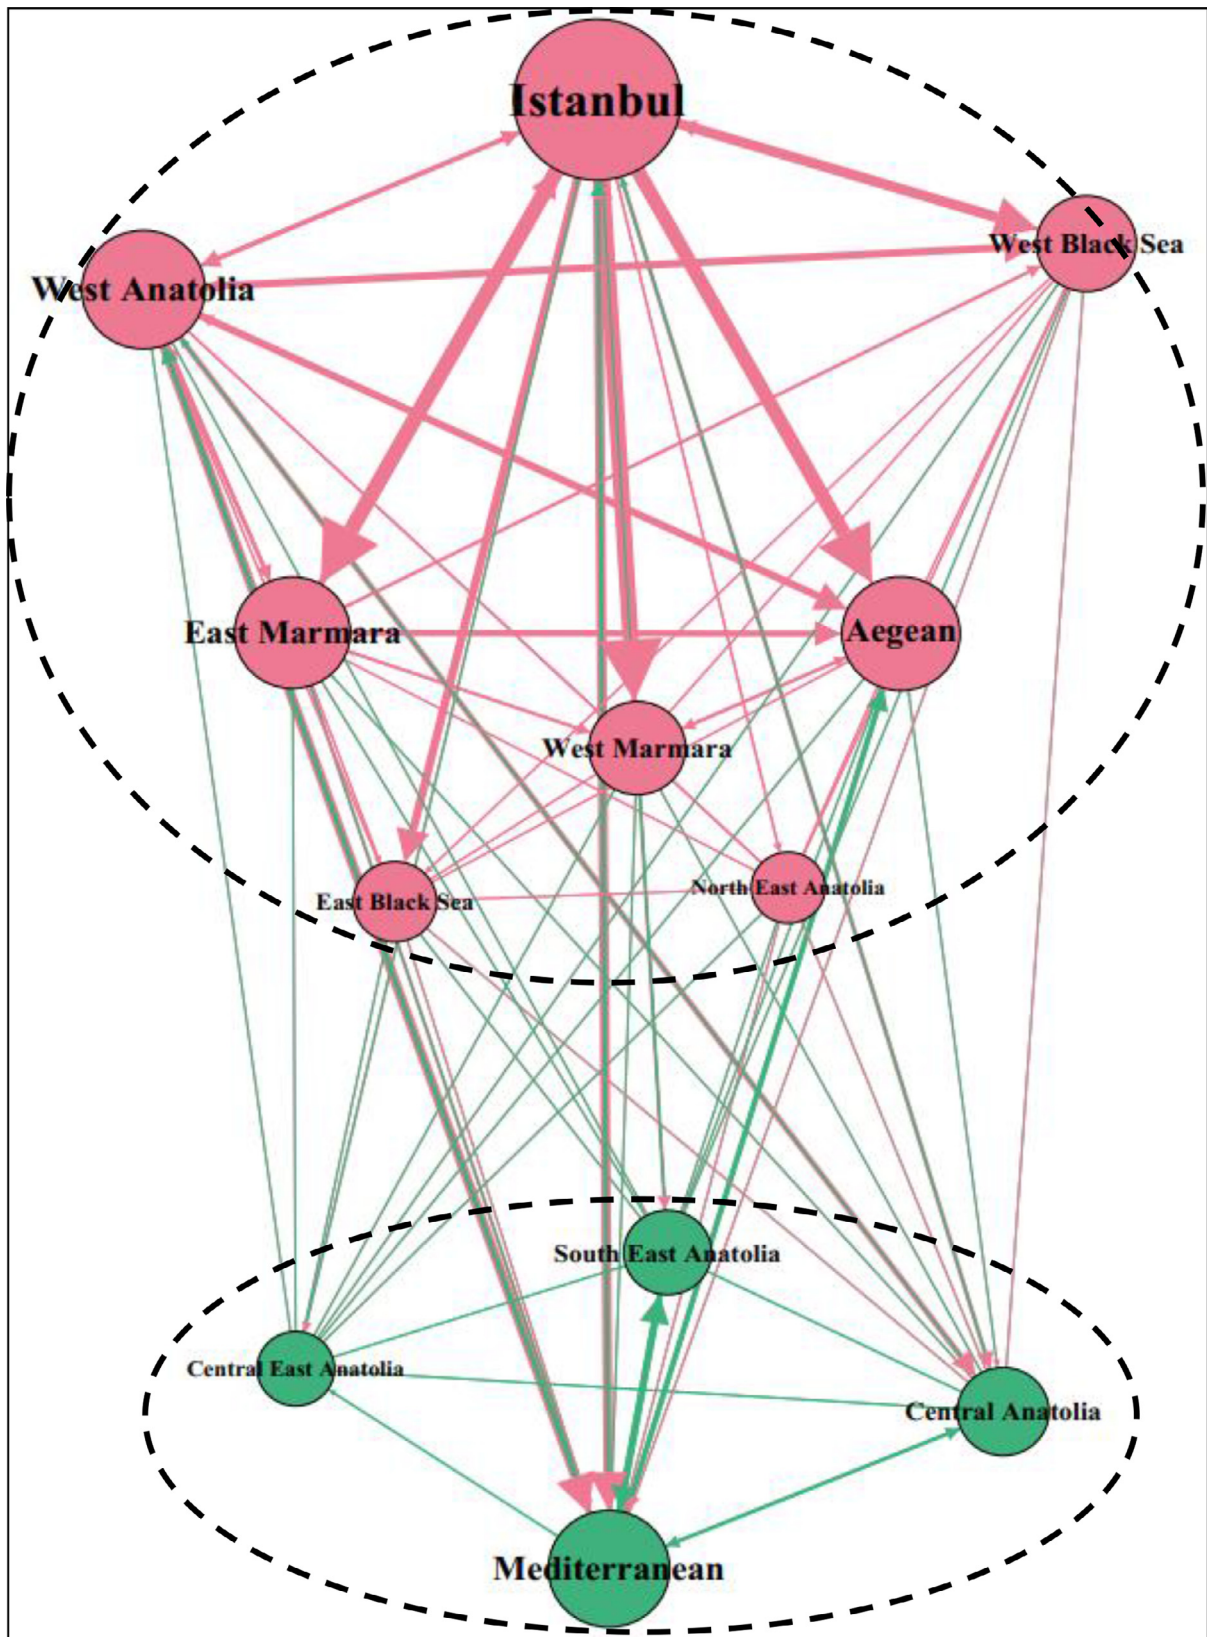 Istanbul
West Black Sea
West Anatolia
East Marmara
Aegean
West Marmara
North East Anatolia
East Black Sea
South East Anatolia
Central East Anatolia
Central Anatolia
Mediterranean